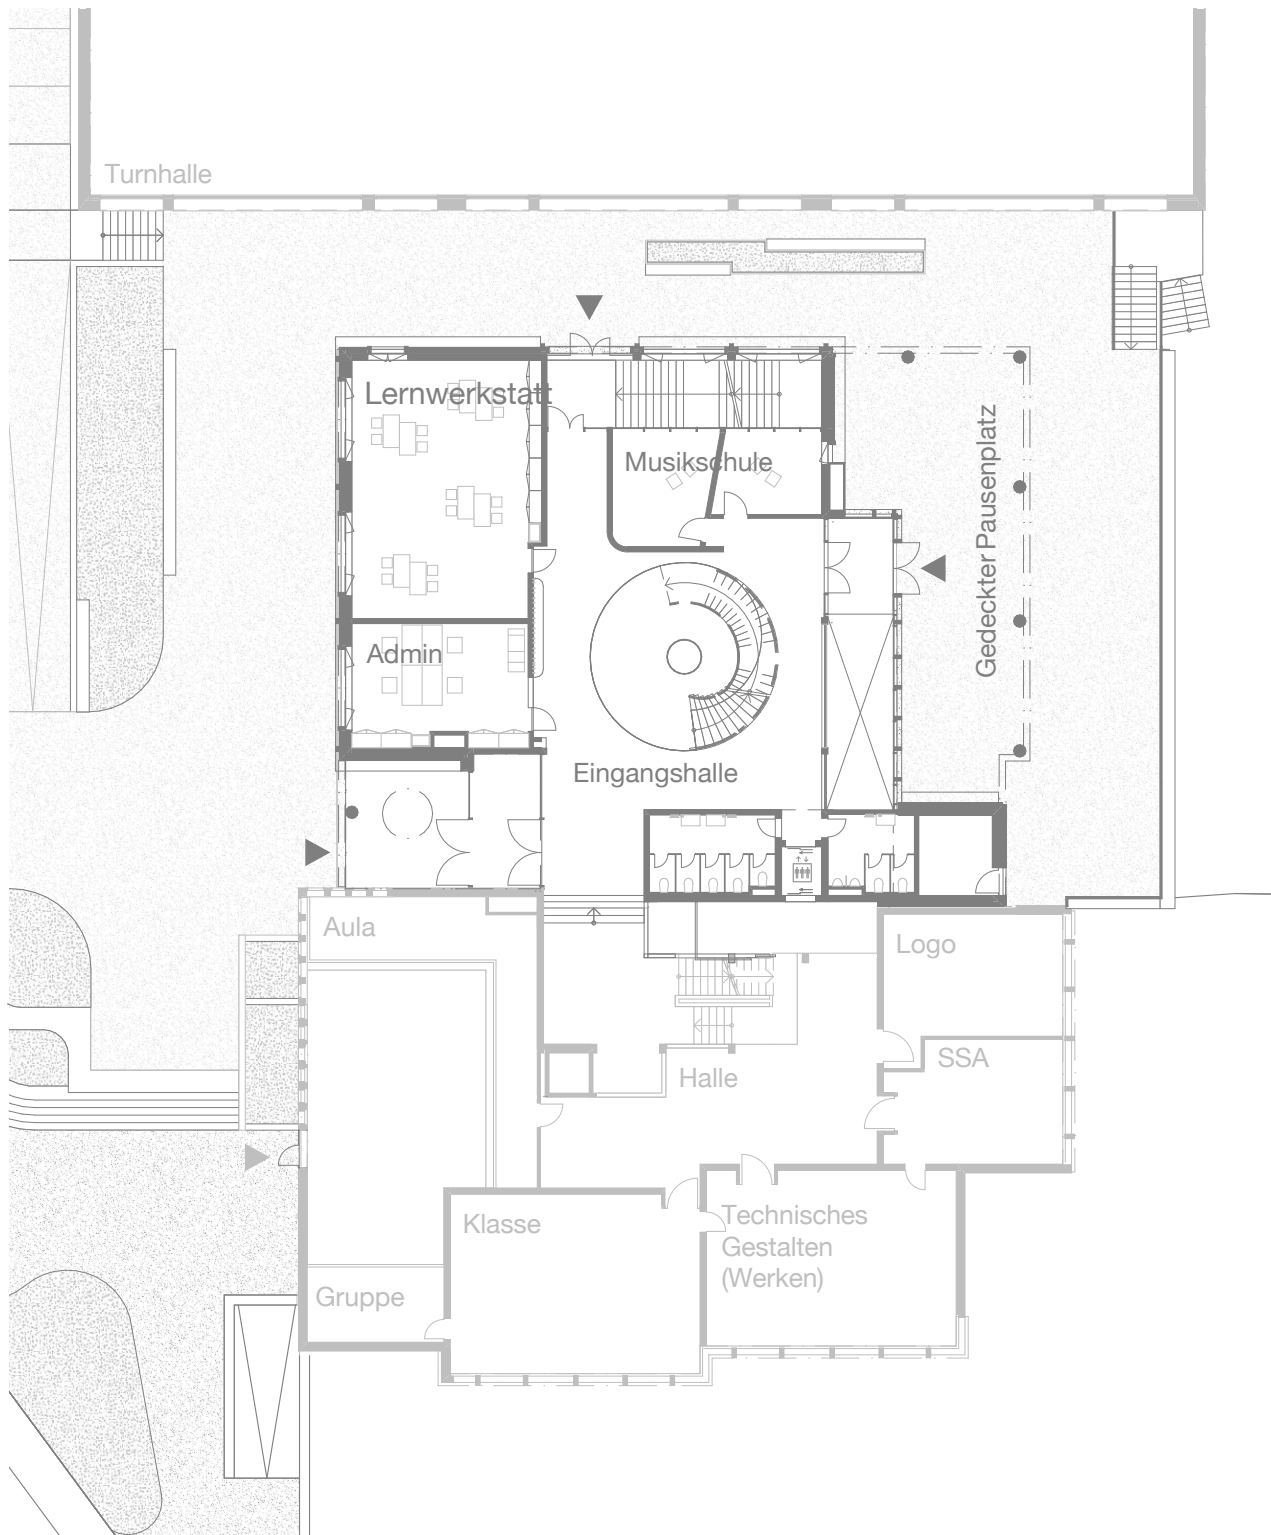 Turnhalle
Lernwerkstatt
Musikschule
Gedeckter Pausenplatz
Admin
Eingangshalle
Aula
Logo
SSA
Halle
Klasse
Technisches
Gestalten
(Werken)
Gruppe